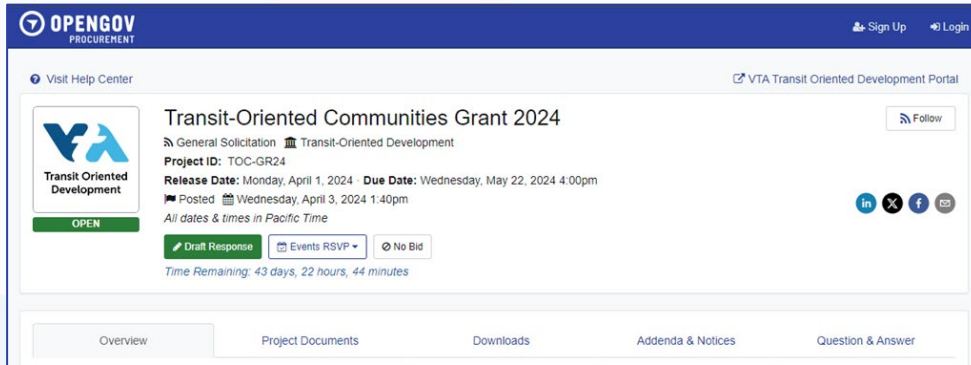 OPENGOV
PROCUREMENT
Sign Up Login
Visit Help Center
VTA Transit Oriented Development Portal
VTA
Transit Oriented
Development
OPEN
Transit-Oriented Communities Grant 2024
Follow
General Solicitation Transit-Oriented Development
Project ID: TOC-GR24
Release Date: Monday, April 1, 2024 · Due Date: Wednesday, May 22, 2024 4:00pm
Posted Wednesday, April 3, 2024 1:40pm
All dates & times in Pacific Time
Draft Response Events RSVP No Bid
Time Remaining: 43 days, 22 hours, 44 minutes
Overview Project Documents Downloads Addenda & Notices Question & Answer